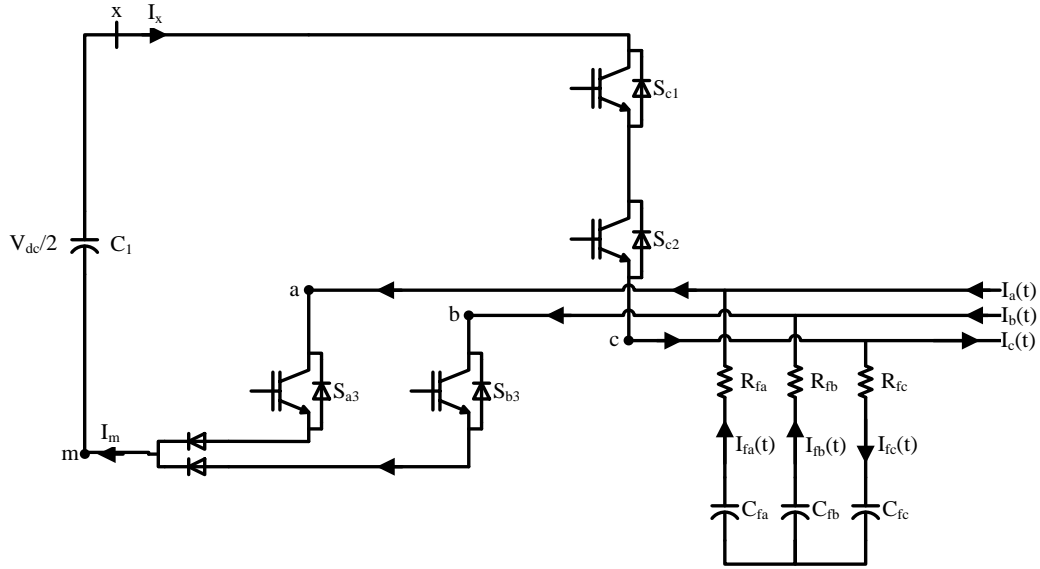 x
I_x
S_c1
V_dc/2
C_1
S_c2
a
I_a(t)
b
I_b(t)
c
I_c(t)
S_a3
S_b3
R_fa
R_fb
R_fc
I_m
m
I_fa(t)
I_fb(t)
I_fc(t)
C_fa
C_fb
C_fc